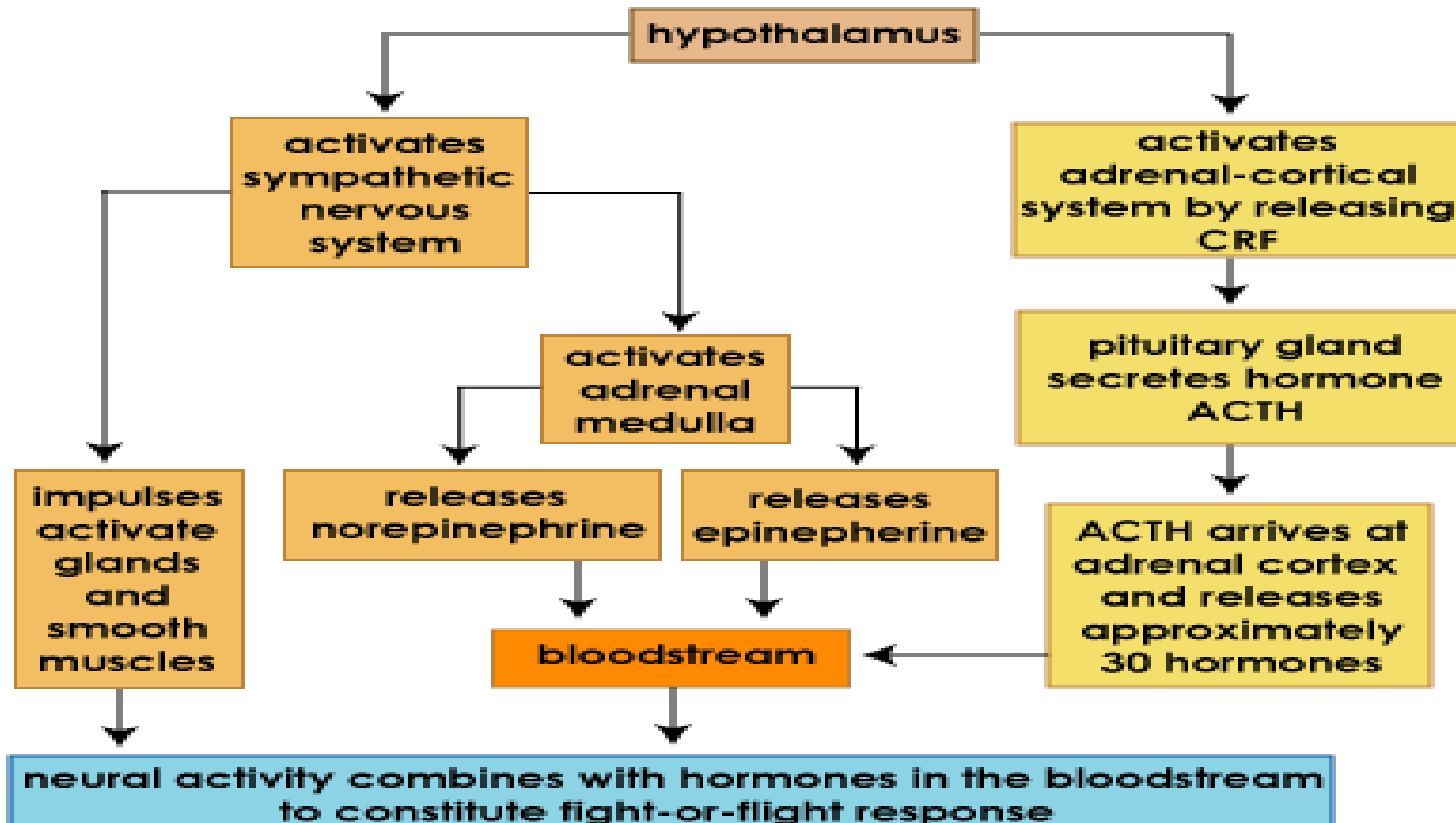 hypothalamus
activates
sympathetic
nervous
system
activates
adrenal-cortical
system by releasing
CRF
activates
adrenal
medulla
pituitary gland
secretes hormone
ACTH
impulses
activate
glands
and
smooth
muscles
releases
norepinephrine
releases
epinepherine
ACTH arrives at
adrenal cortex
and releases
approximately
30 hormones
bloodstream
neural activity combines with hormones in the bloodstream
to constitute fight-or-flight response